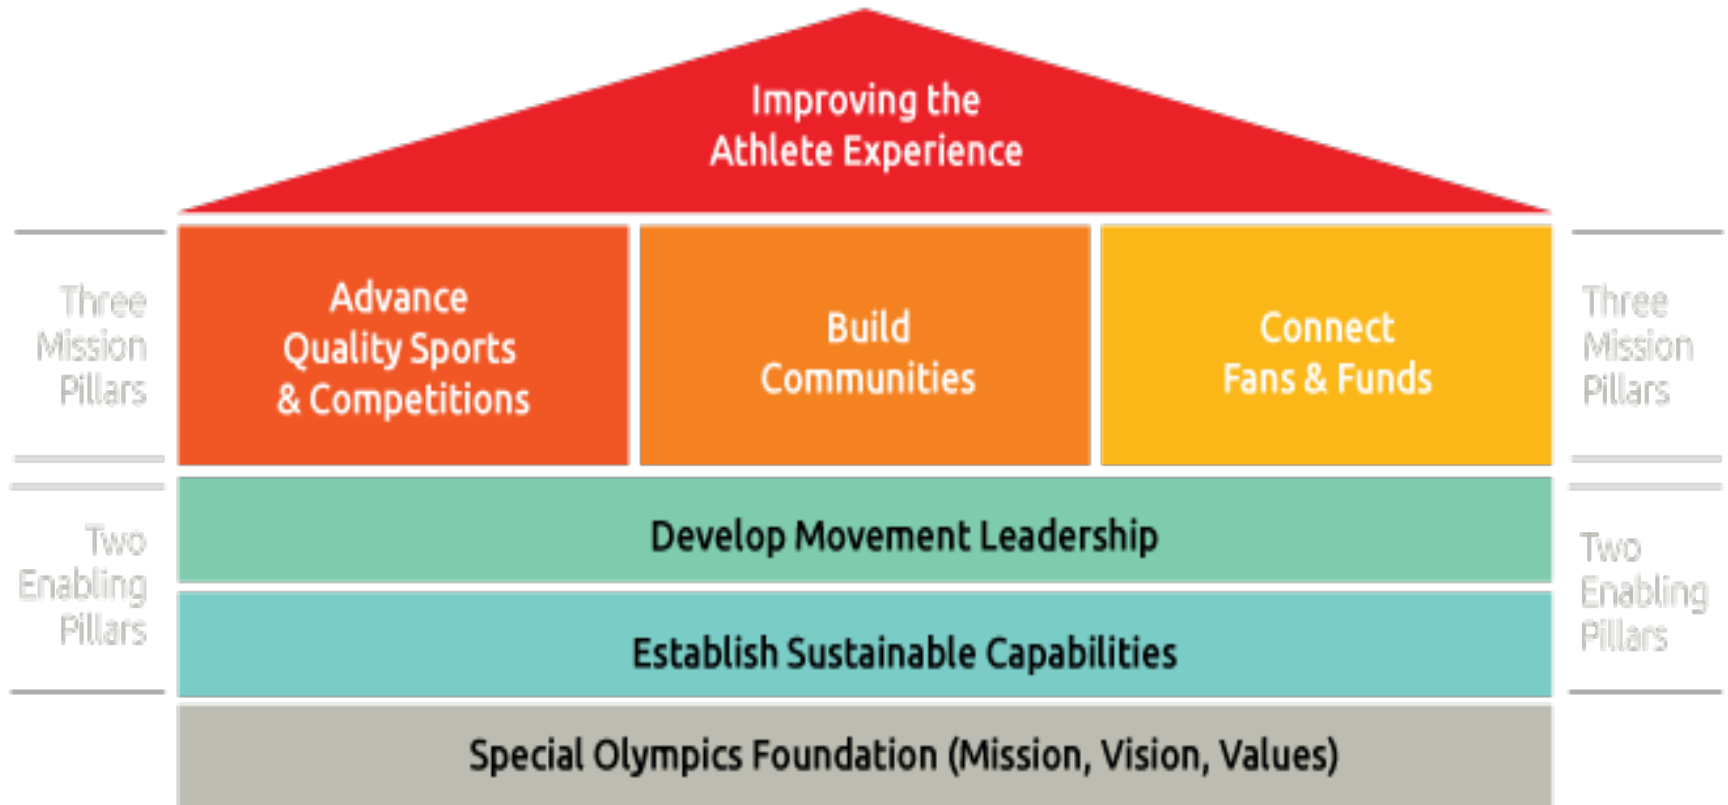 Improving the
Athlete Experience
Three
Mission
Pillars
Advance
Quality Sports
& Competitions
Build
Communities
Connect
Fans & Funds
Three
Mission
Pillars
Two
Enabling
Pillars
Develop Movement Leadership
Establish Sustainable Capabilities
Two
Enabling
Pillars
Special Olympics Foundation (Mission, Vision, Values)